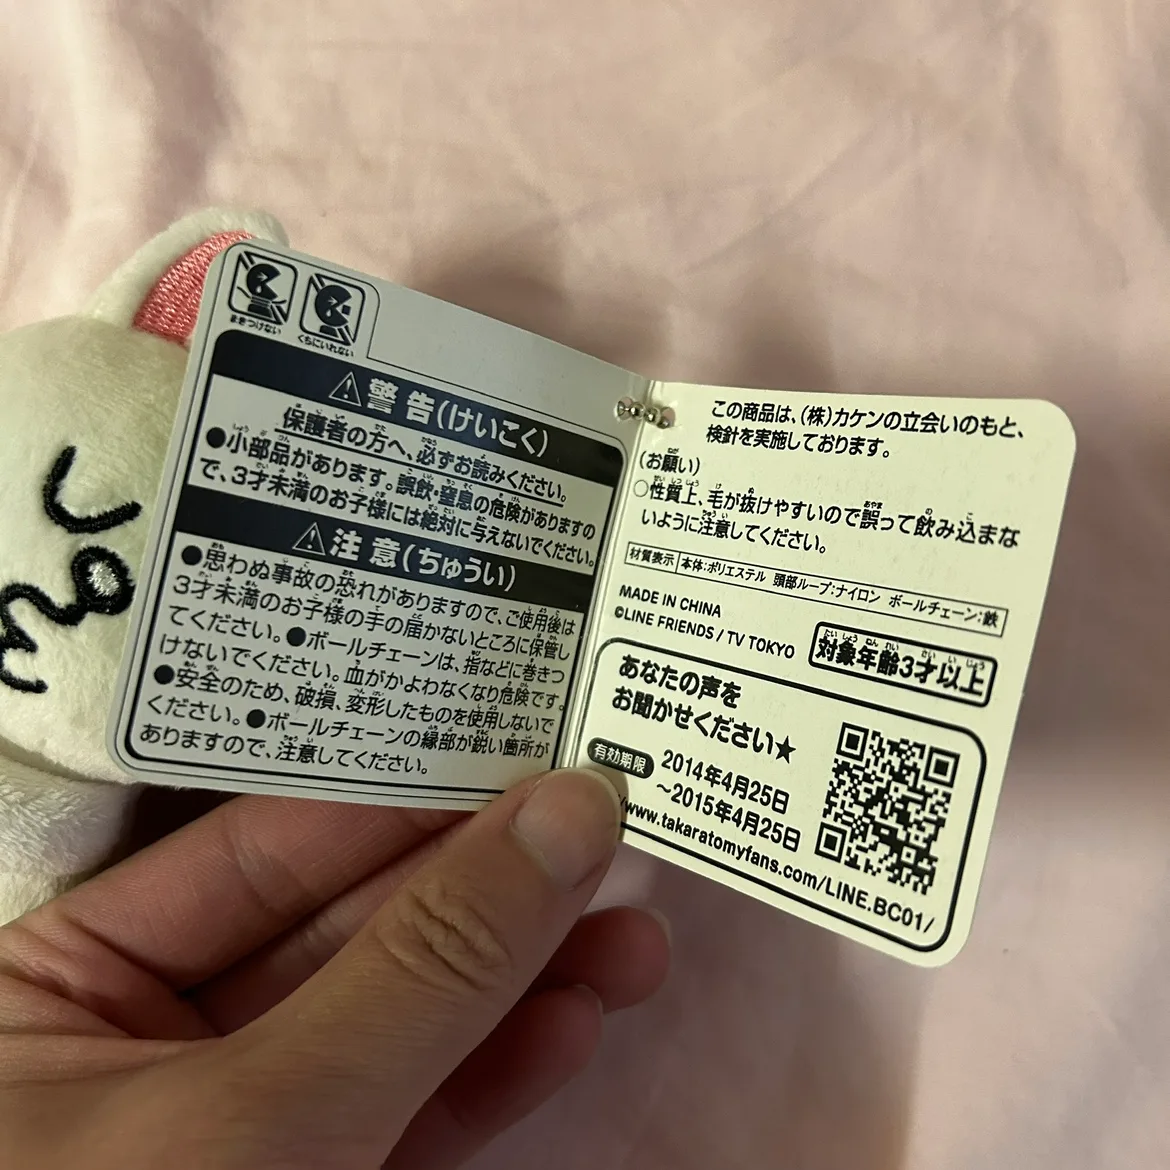 まきつけない
くちにいれない
警告(けいこく)
保護者の方へ、必ずお読みください。
●小部品があります。誤飲・窒息の危険がありますの
で、3才未満のお子様には絶対に与えないでください。
注意(ちゅうい)
●思わぬ事故の恐れがありますので、ご使用後は
3才未満のお子様の手の届かないところに保管し
てください。●ボールチェーンは、指などに巻きつ
けないでください。血がかよわなくなり危険です。
●安全のため、破損、変形したものを使用しないで
ください。●ボールチェーンの縁部が鋭い箇所が
ありますので、注意してください。
この商品は、(株)カケンの立会いのもと、
検針を実施しております。
(お願い)
○性質上、毛が抜けやすいので誤って飲み込まな
いように注意してください。
材質表示 本体:ポリエステル 頭部ループ:ナイロン ボールチェーン:鉄
MADE IN CHINA
©LINE FRIENDS / TV TOKYO
対象年齢3才以上
あなたの声を
お聞かせください★
有効期限 2014年4月25日
～2015年4月25日
/www.takaratomyfans.com/LINE.BC01/